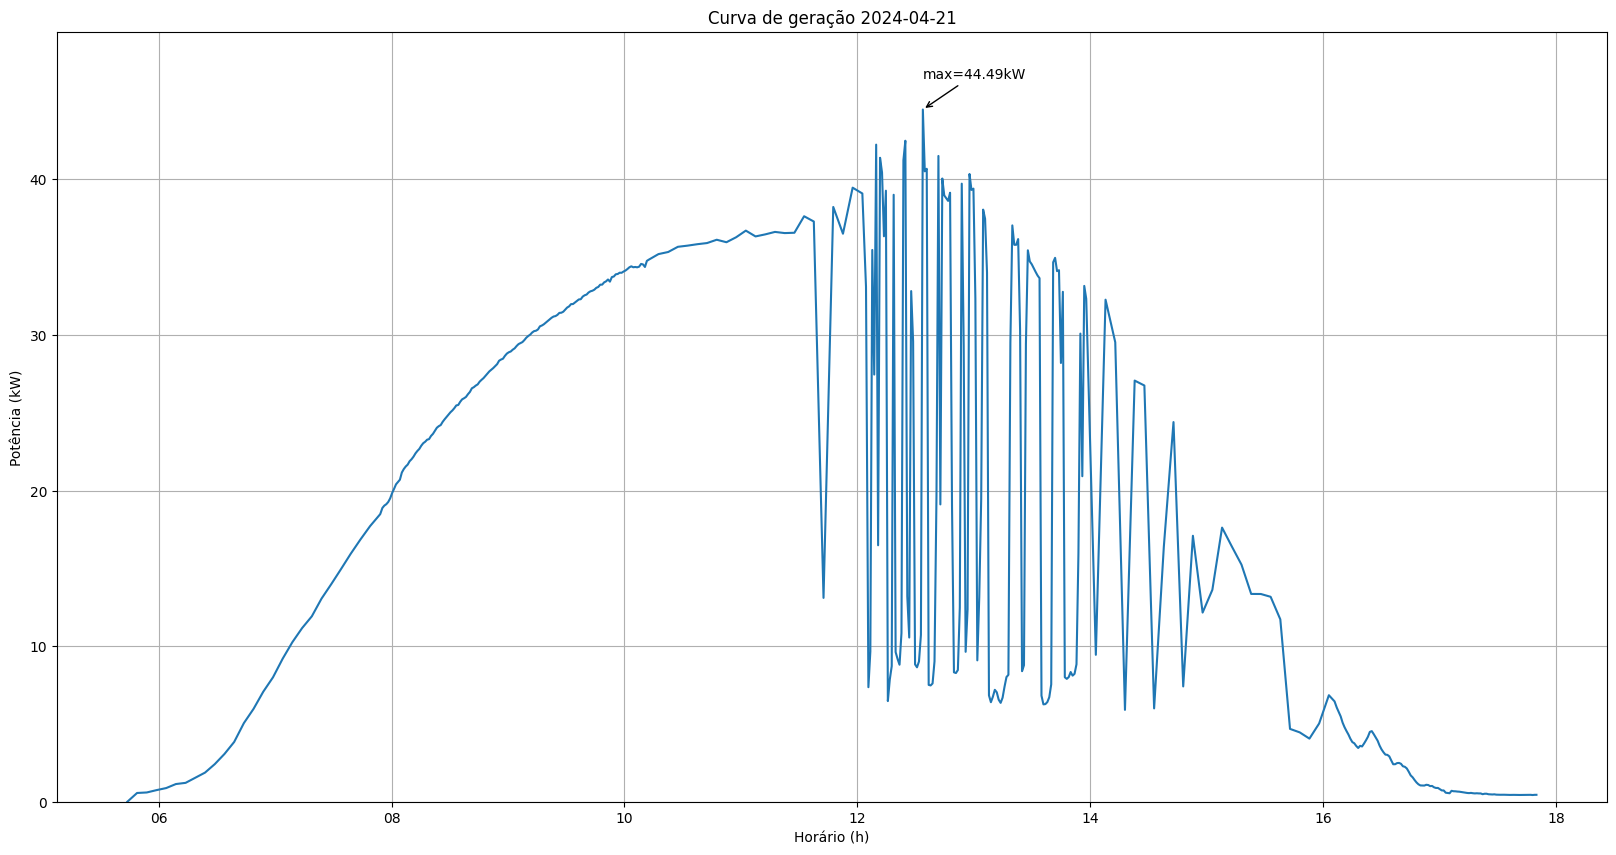 Curva de geração 2024-04-21
max=44.49kW
Potência (kW)
40
30
20
10
0
06 08 10 12 14 16 18
Horário (h)